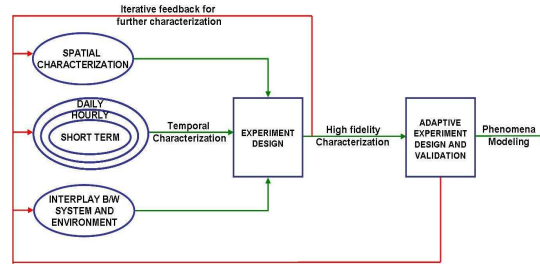 Iterative feedback for
further characterization
SPATIAL
CHARACTERIZATION
DAILY
HOURLY
SHORT TERM
Temporal
Characterization
EXPERIMENT
DESIGN
High fidelity
Characterization
ADAPTIVE
EXPERIMENT
DESIGN AND
VALIDATION
Phenomena
Modeling
INTERPLAY B/W
SYSTEM AND
ENVIRONMENT